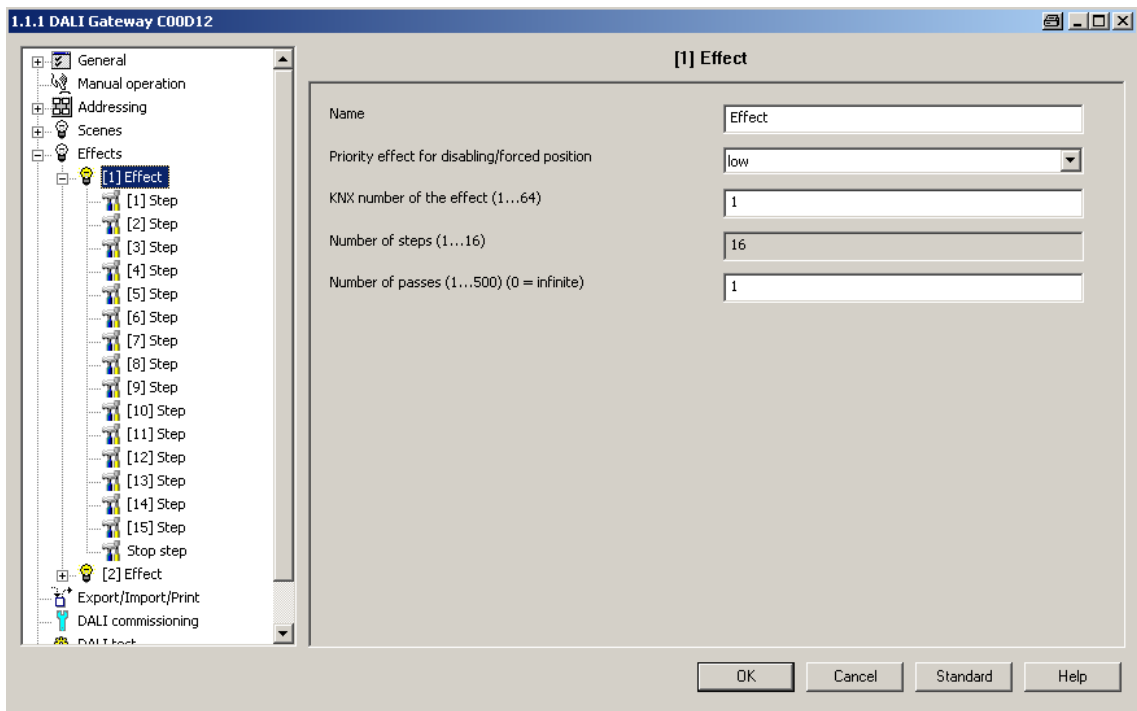 1.1.1 DALI Gateway C00D12
General
Manual operation
Addressing
Scenes
Effects
[1] Effect
[1] Step
[2] Step
[3] Step
[4] Step
[5] Step
[6] Step
[7] Step
[8] Step
[9] Step
[10] Step
[11] Step
[12] Step
[13] Step
[14] Step
[15] Step
Stop step
[2] Effect
Export/Import/Print
DALI commissioning
DALI test
[1] Effect
Name
Effect
Priority effect for disabling/forced position
low
KNX number of the effect (1...64)
1
Number of steps (1...16)
16
Number of passes (1...500) (0 = infinite)
1
OK
Cancel
Standard
Help